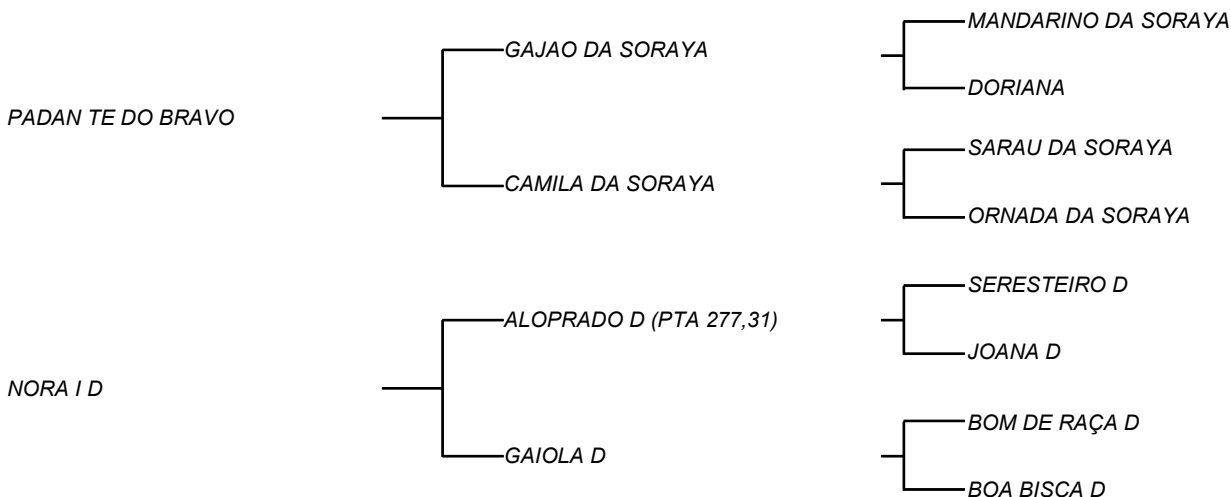 MANDARINO DA SORAYA
GAJAO DA SORAYA
DORIANA
PADAN TE DO BRAVO
SARAU DA SORAYA
CAMILA DA SORAYA
ORNADA DA SORAYA
SERESTEIRO D
ALOPRADO D (PTA 277,31)
JOANA D
NORA I D
BOM DE RAÇA D
GAIOLA D
BOA BISCA D